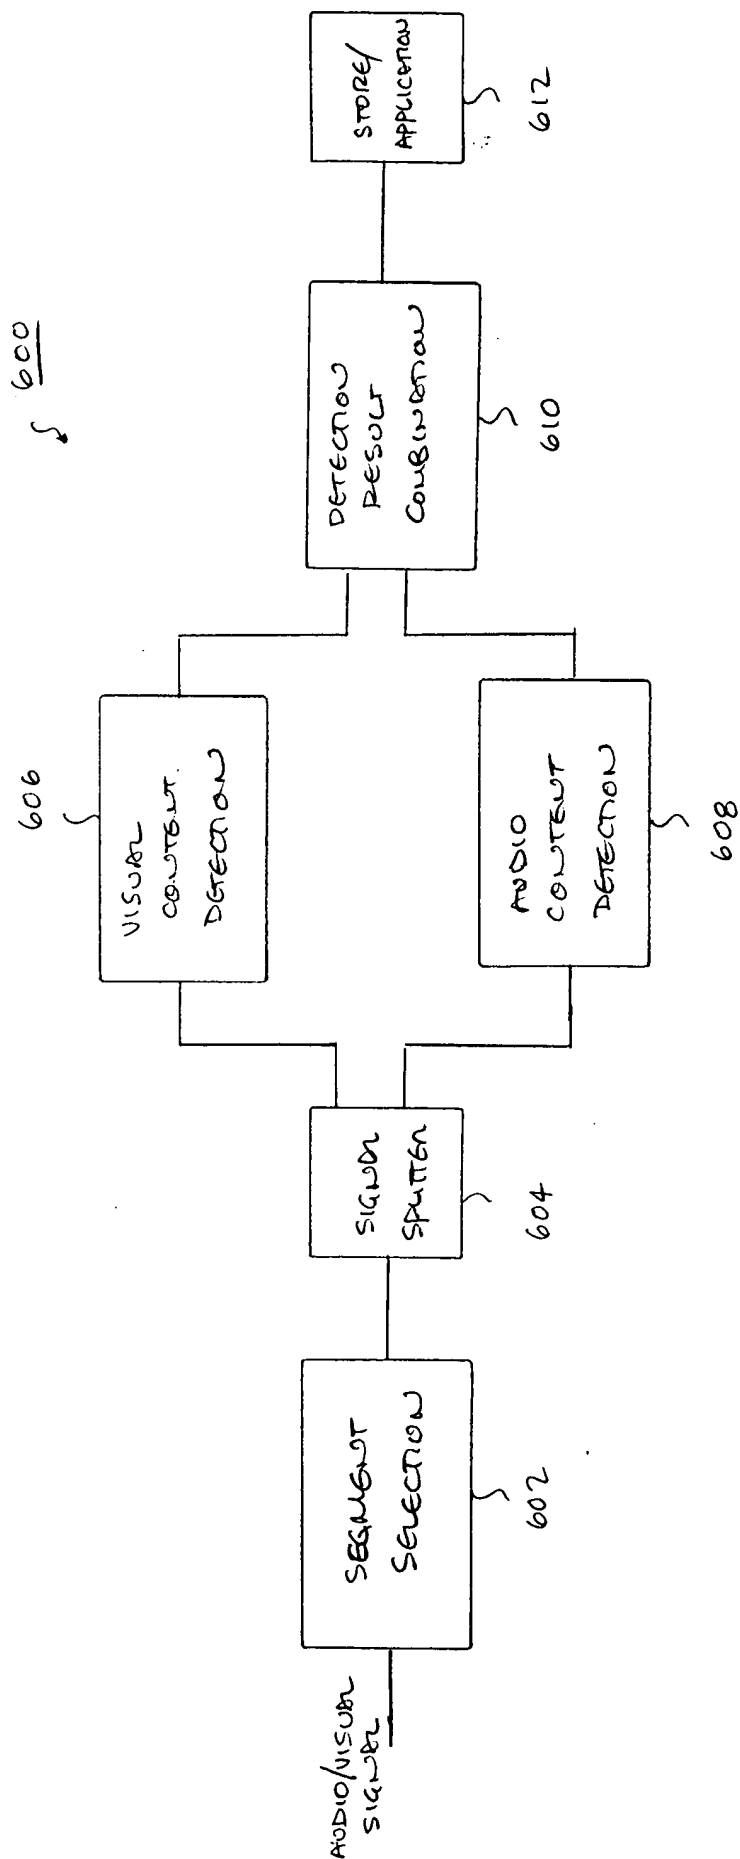 600
AUDIO/VISUAL
SIGNAL
SEGMENT
SELECTION
602
SIGNAL
SPLITTER
604
VISUAL
CONTENT
DETECTION
606
AUDIO
CONTENT
DETECTION
608
DETECTION
RESULT
COMBINATION
610
STORE/
APPLICATION
612